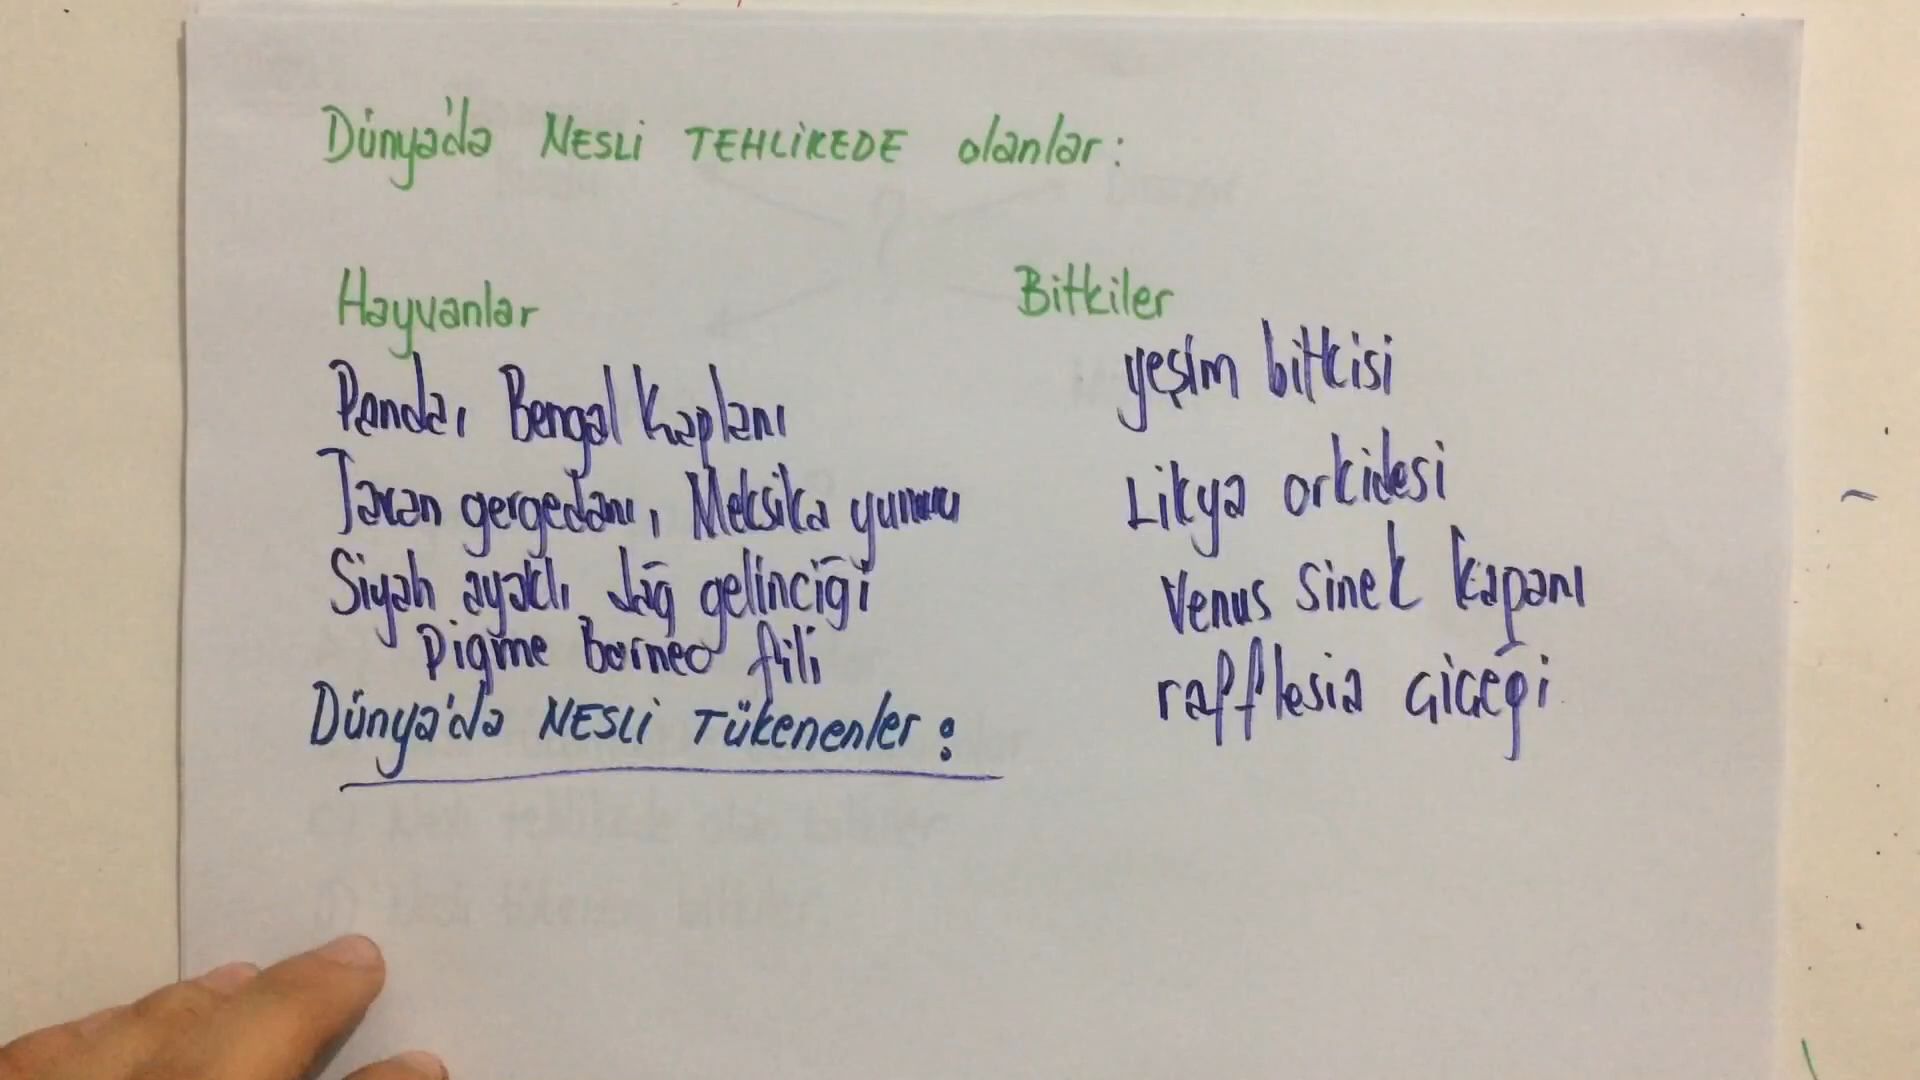 Dünya'da NESLİ TEHLİKEDE olanlar:
Hayvanlar
Panda, Bengal Kaplanı
Javan gergedanı, Meksika yunusu
Siyah ayaklı dağ gelinciği
Pigme Borneo fili
Bitkiler
yeşim bitkisi
Likya orkidesi
Venus sinek kapanı
rafflesia çiçeği
Dünya'da NESLİ TÜKENENLER: